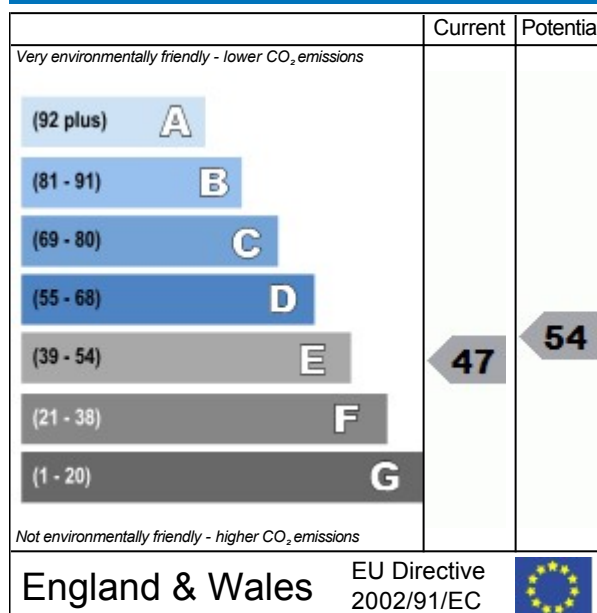 Current Potentia
Very environmentally friendly - lower CO₂ emissions
(92 plus) A
(81 - 91) B
(69 - 80) C
(55 - 68) D
(39 - 54) E 47 54
(21 - 38) F
(1 - 20) G
Not environmentally friendly - higher CO₂ emissions
England & Wales
EU Directive
2002/91/EC